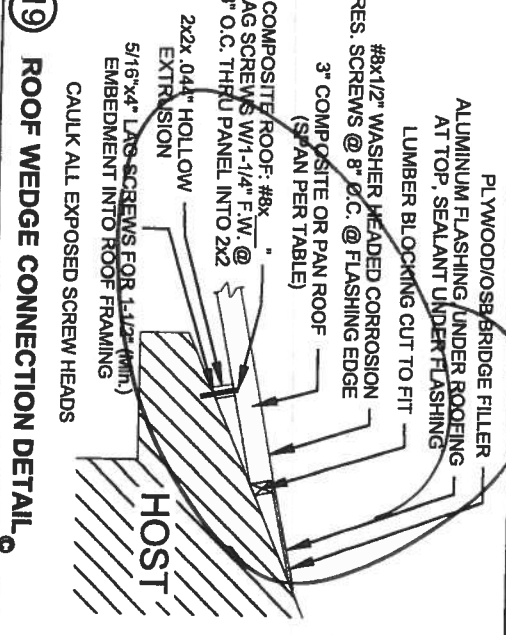 PLYWOOD/OSB/BRIDGE FILLER
ALUMINUM FLASHING UNDER ROOFING
AT TOP, SEALANT UNDER FLASHING
LUMBER BLOCKING CUT TO FIT
#8x1/2" WASHER HEADED CORROSION
RES. SCREWS @ 8" O.C. @ FLASHING EDGE
3" COMPOSITE OR PAN ROOF
(SPAN PER TABLE)
COMPOSITE ROOF: #8x "
AG SCREWS W/1-1/4" F.W. @
" O.C. THRU PANEL INTO 2x2
2x2x.044" HOLLOW
EXTRUSION
5/16"x4" LAG SCREWS FOR 1-1/2" (Min.)
EMBEDMENT INTO ROOF FRAMING
CAULK ALL EXPOSED SCREW HEADS
HOST
19 ROOF WEDGE CONNECTION DETAIL ©